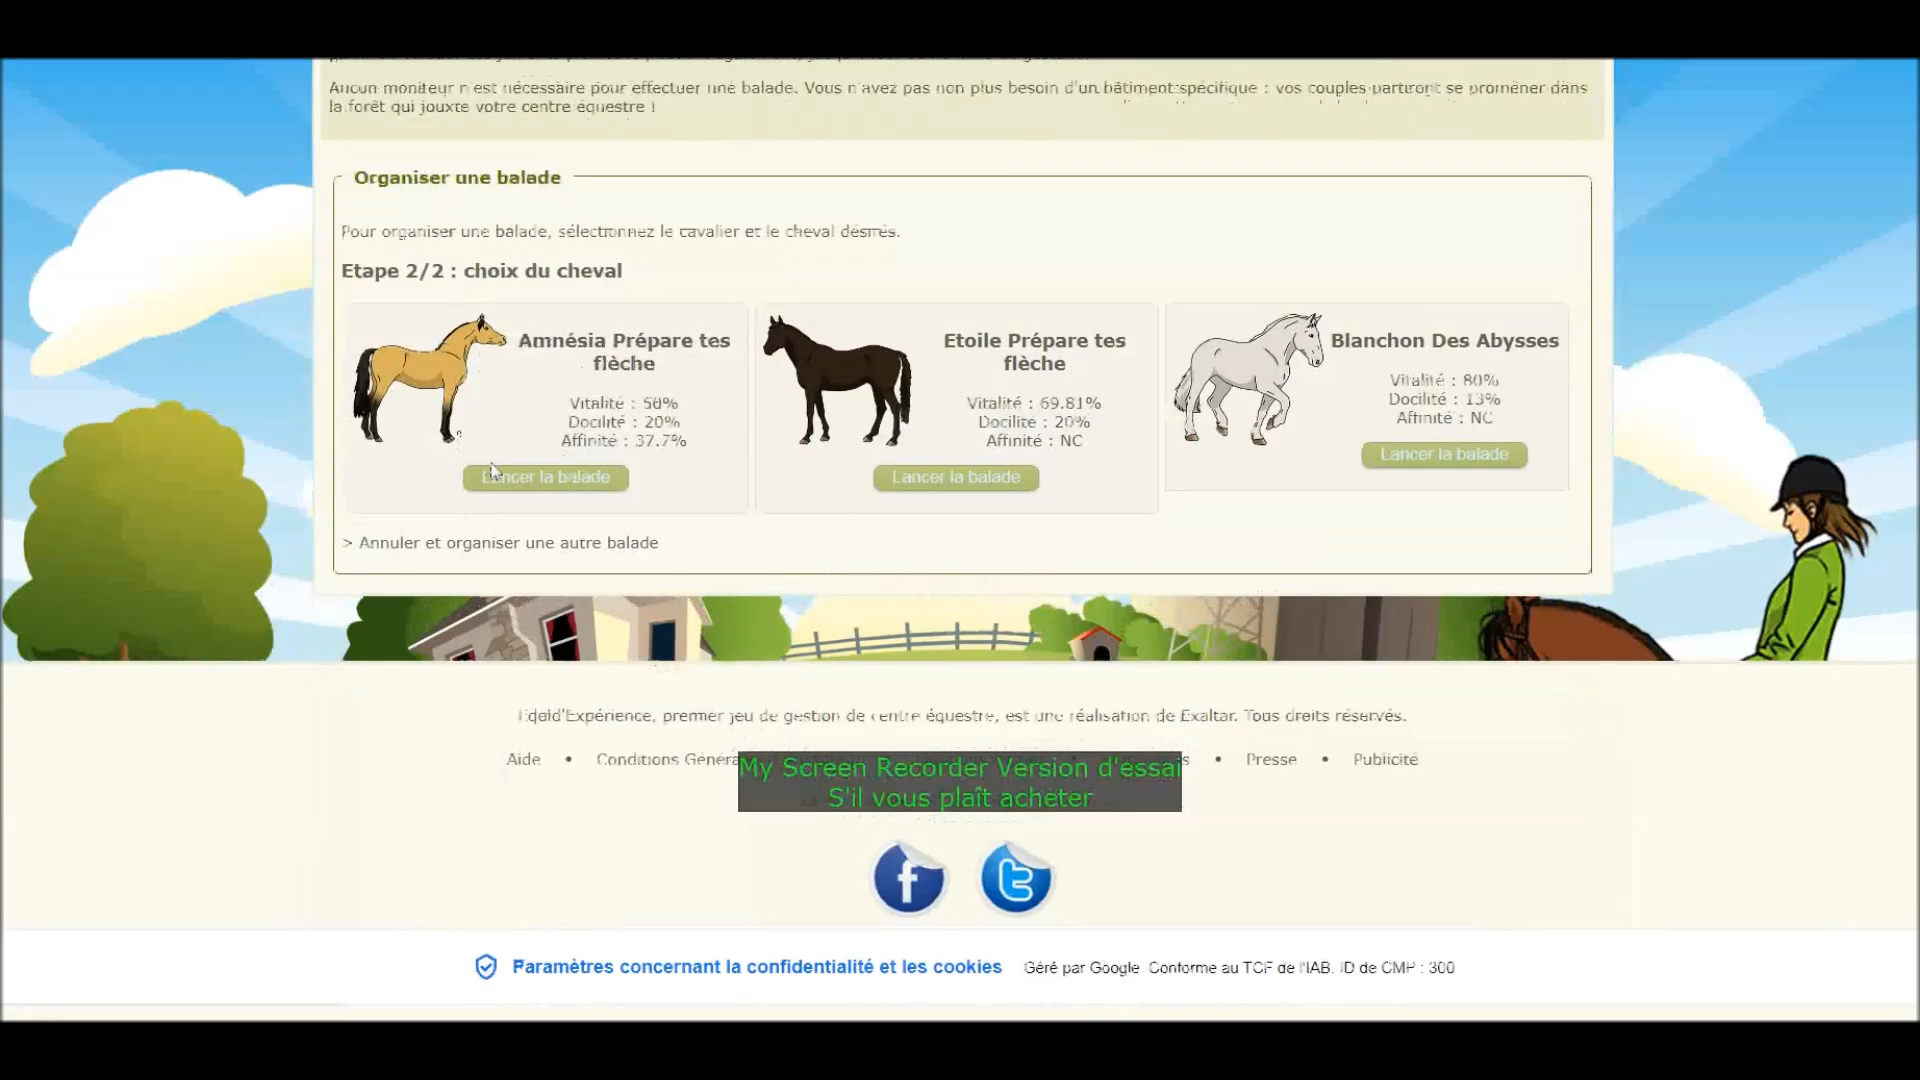 Aucun moniteur n'est nécessaire pour effectuer une balade. Vous n'avez pas non plus besoin d'un bâtiment spécifique : vos couples partiront se promener dans
la forêt qui jouxte votre centre équestre !
Organiser une balade
Pour organiser une balade, sélectionnez le cavalier et le cheval désirés.
Etape 2/2 : choix du cheval
Amnésia Prépare tes
flèche
Vitalité : 50%
Docilité : 20%
Affinité : 37.7%
Lancer la balade
Etoile Prépare tes
flèche
Vitalité : 69.81%
Docilité : 20%
Affinité : NC
Lancer la balade
Blanchon Des Abysses
Vitalité : 80%
Docilité : 13%
Affinité : NC
Lancer la balade
> Annuler et organiser une autre balade
Equid'Expérience, premier jeu de gestion de centre équestre, est une réalisation de Exaltar. Tous droits réservés.
Aide • Conditions Généra • Presse • Publicité
My Screen Recorder Version d'essai
S'il vous plaît acheter
Paramètres concernant la confidentialité et les cookies Géré par Google. Conforme au TCF de l'IAB. ID de CMP : 300